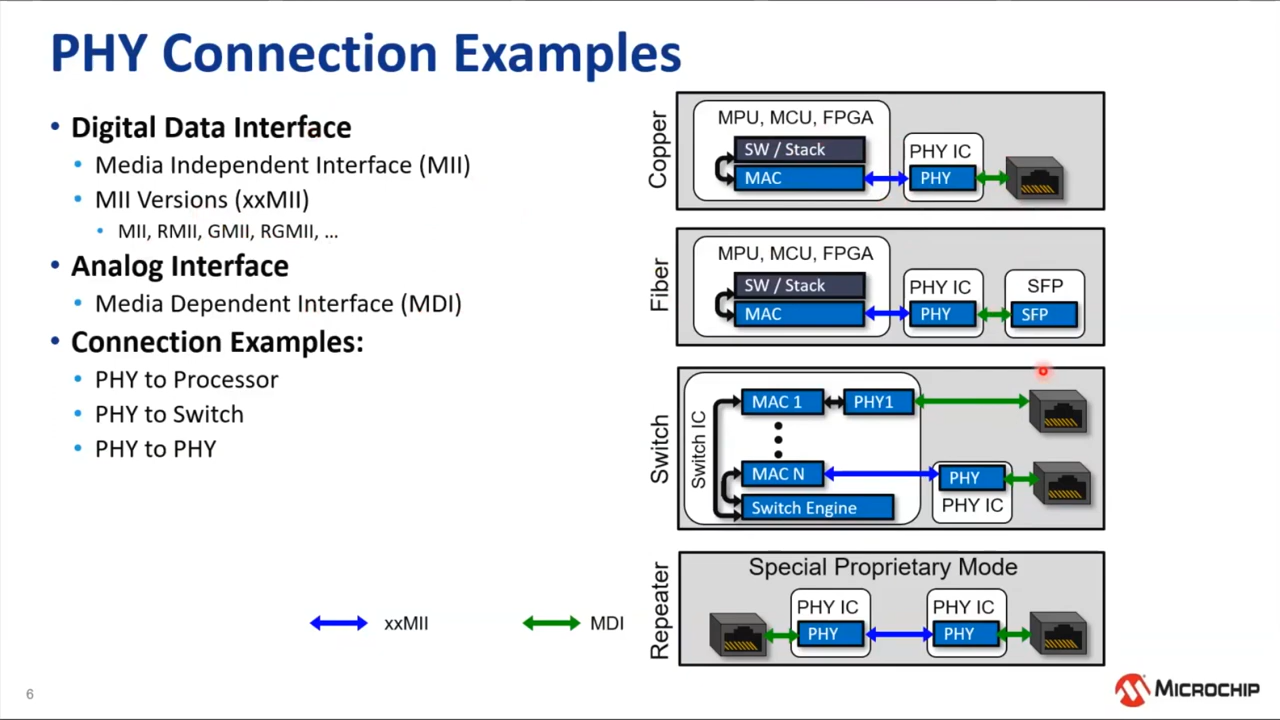 PHY Connection Examples
• Digital Data Interface
• Media Independent Interface (MII)
• MII Versions (xxMII)
• MII, RMII, GMII, RGMII, ...
• Analog Interface
• Media Dependent Interface (MDI)
• Connection Examples:
• PHY to Processor
• PHY to Switch
• PHY to PHY
xxMII
MDI
Copper
MPU, MCU, FPGA
SW / Stack
MAC
PHY IC
PHY
Fiber
MPU, MCU, FPGA
SW / Stack
MAC
PHY IC
PHY
SFP
SFP
Switch
Switch IC
MAC 1
PHY1
MAC N
Switch Engine
PHY
PHY IC
Repeater
Special Proprietary Mode
PHY IC
PHY
PHY IC
PHY
6
MICROCHIP